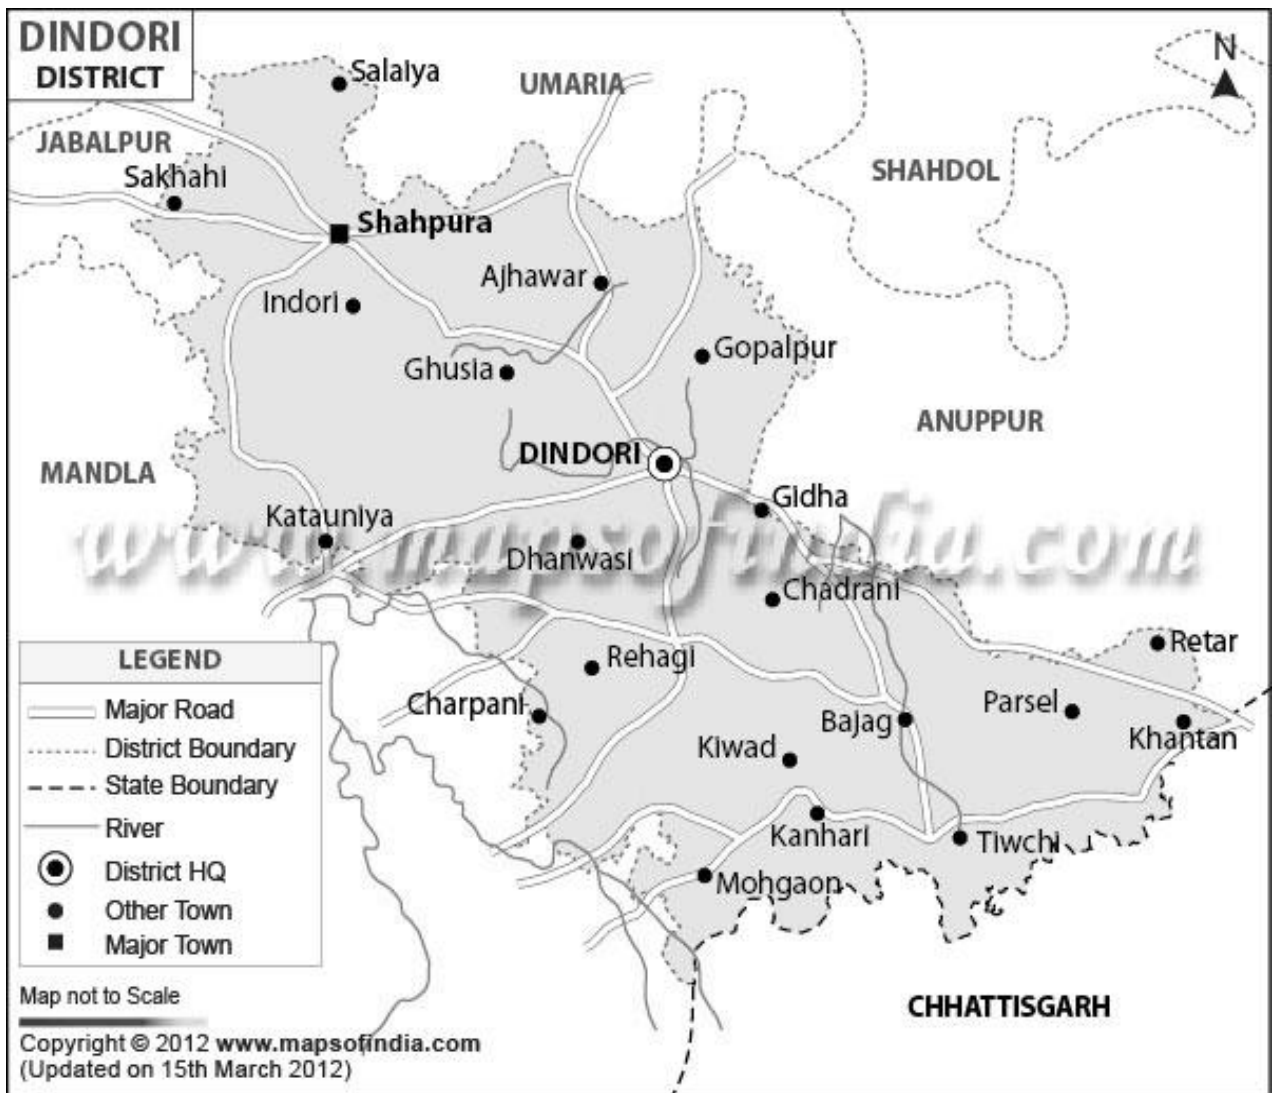 DINDORI
DISTRICT
Salaiya
UMARIA
N
JABALPUR
SHAHDOL
Sakhahi
Shahpura
Ajhawar
Indori
Gopalpur
Ghusia
ANUPPUR
DINDORI
MANDLA
Gidha
Katauniya
www.mapsofindia.com
Dhanwasi
Chadrani
Retar
Rehagi
LEGEND
Major Road
District Boundary
State Boundary
River
District HQ
Other Town
Major Town
Charpani
Parsel
Bajag
Khantan
Kiwad
Kanhari
Tiwchi
Mohgaon
CHHATTISGARH
Map not to Scale
Copyright © 2012 www.mapsofindia.com
(Updated on 15th March 2012)